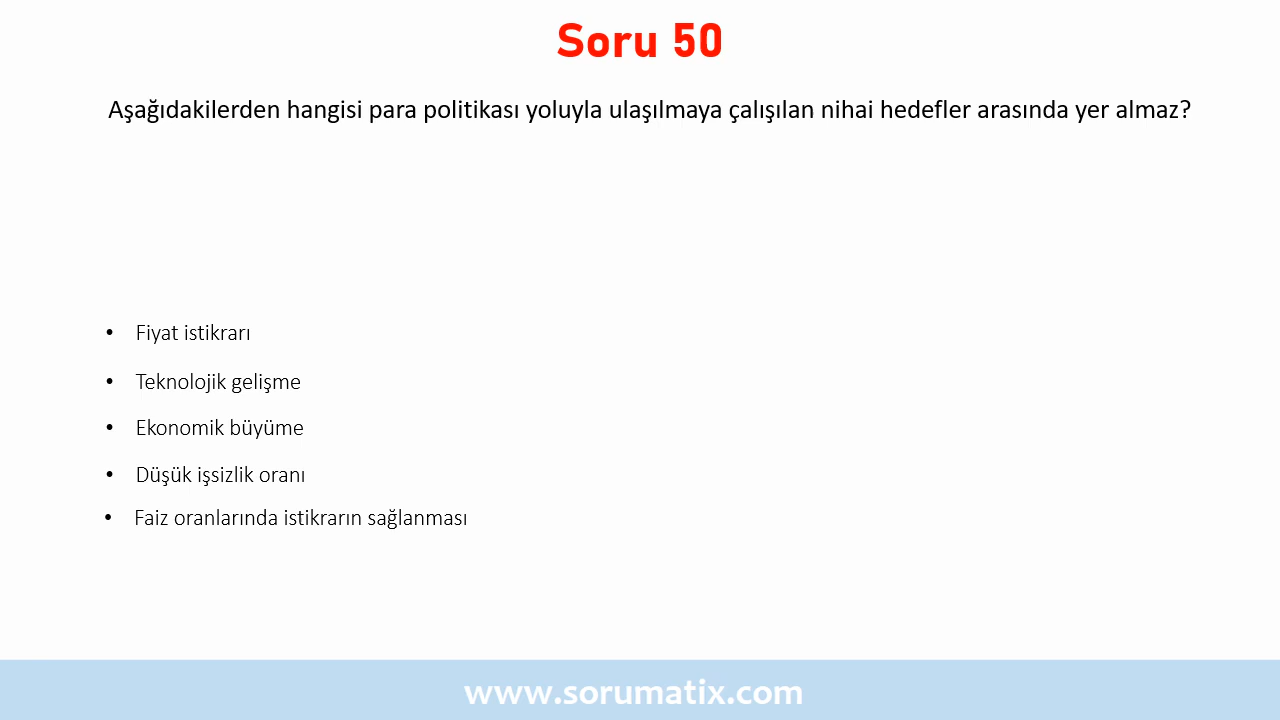 Soru 50
Aşağıdakilerden hangisi para politikası yoluyla ulaşılmaya çalışılan nihai hedefler arasında yer almaz?
• Fiyat istikrarı
• Teknolojik gelişme
• Ekonomik büyüme
• Düşük işsizlik oranı
• Faiz oranlarında istikrarın sağlanması
www.sorumatix.com